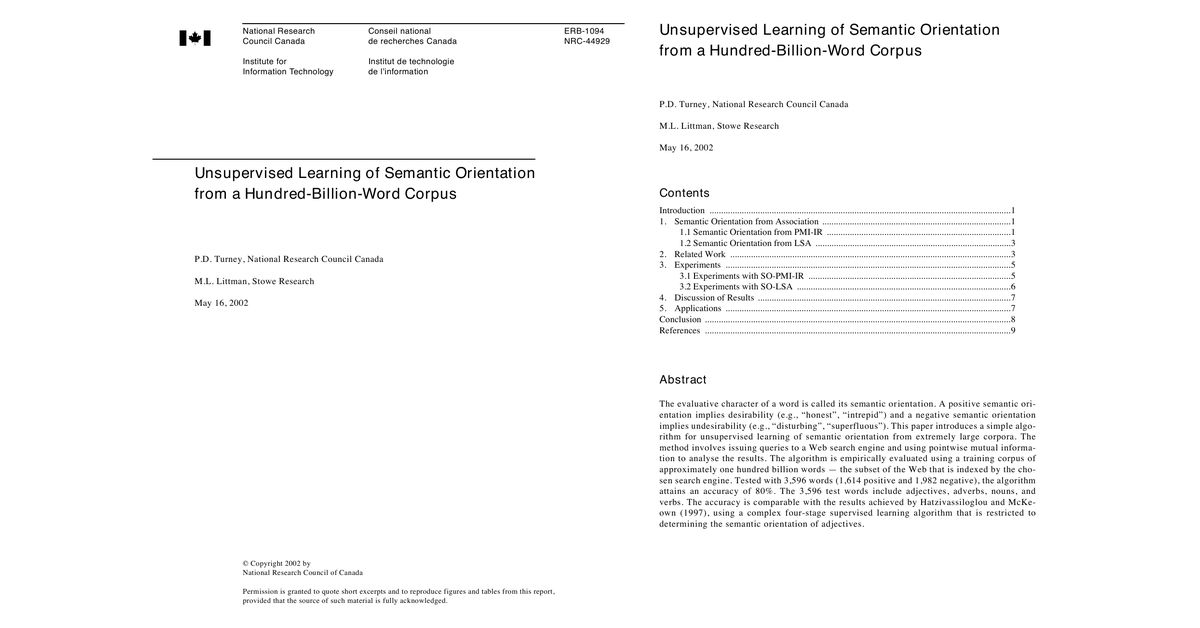 National Research
Council Canada
Conseil national
de recherches Canada
ERB-1094
NRC-44929
Institute for
Information Technology
Institut de technologie
de l'information
Unsupervised Learning of Semantic Orientation
from a Hundred-Billion-Word Corpus
P.D. Turney, National Research Council Canada
M.L. Littman, Stowe Research
May 16, 2002
© Copyright 2002 by
National Research Council of Canada
Permission is granted to quote short excerpts and to reproduce figures and tables from this report,
provided that the source of such material is fully acknowledged.
Unsupervised Learning of Semantic Orientation
from a Hundred-Billion-Word Corpus
P.D. Turney, National Research Council Canada
M.L. Littman, Stowe Research
May 16, 2002
Contents
Introduction ....................................................................................................1
1. Semantic Orientation from Association ................................................................1
1.1 Semantic Orientation from PMI-IR ................................................................1
1.2 Semantic Orientation from LSA ................................................................3
2. Related Work ................................................................................................3
3. Experiments ................................................................................................5
3.1 Experiments with SO-PMI-IR ................................................................5
3.2 Experiments with SO-LSA ................................................................6
4. Discussion of Results ................................................................................7
5. Applications ................................................................................................7
Conclusion ....................................................................................................8
References ....................................................................................................9
Abstract
The evaluative character of a word is called its semantic orientation. A positive semantic ori-
entation implies desirability (e.g., “honest”, “intrepid”) and a negative semantic orientation
implies undesirability (e.g., “disturbing”, “superfluous”). This paper introduces a simple algo-
rithm for unsupervised learning of semantic orientation from extremely large corpora. The
method involves issuing queries to a Web search engine and using pointwise mutual informa-
tion to analyse the results. The algorithm is empirically evaluated using a training corpus of
approximately one hundred billion words — the subset of the Web that is indexed by the cho-
sen search engine. Tested with 3,596 words (1,614 positive and 1,982 negative), the algorithm
attains an accuracy of 80%. The 3,596 test words include adjectives, adverbs, nouns, and
verbs. The accuracy is comparable with the results achieved by Hatzivassiloglou and McKe-
own (1997), using a complex four-stage supervised learning algorithm that is restricted to
determining the semantic orientation of adjectives.